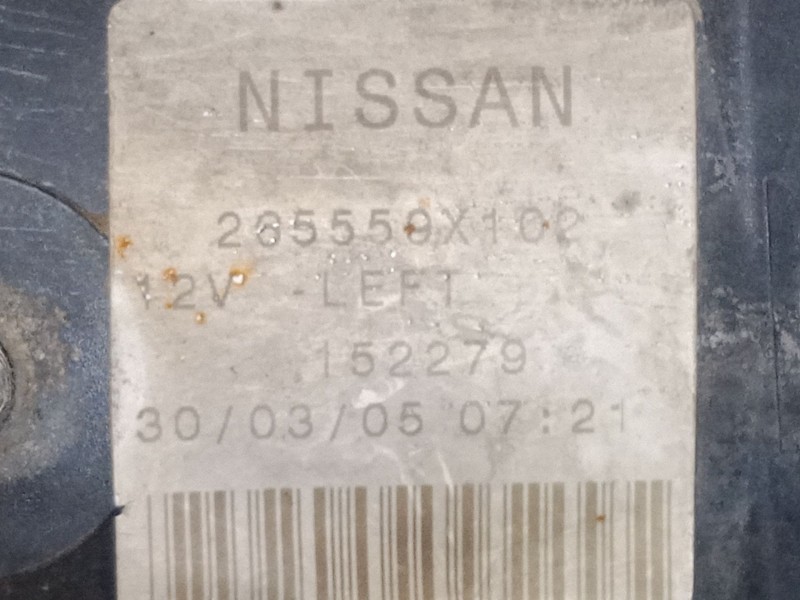 NISSAN
265559X102
12V -LEFT
152279
30/03/05 07:21